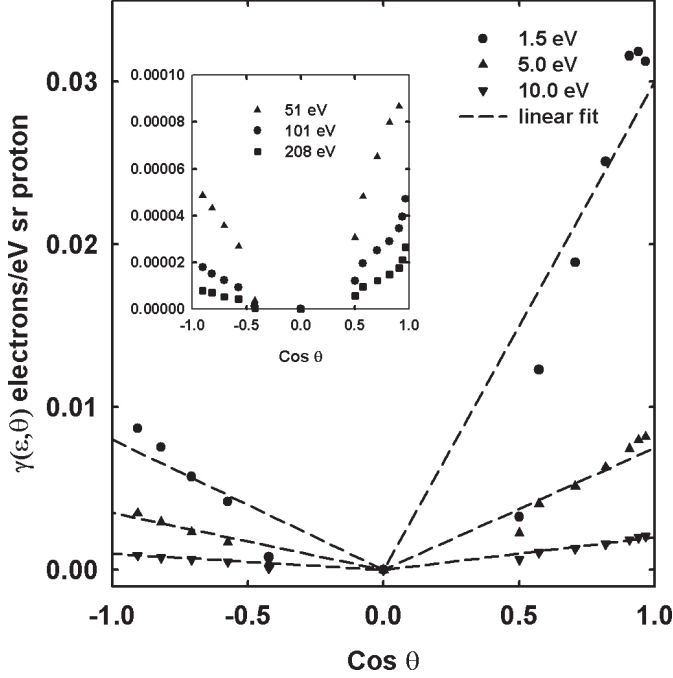 γ(ε,θ) electrons/eV sr proton
0.03
0.02
0.01
0.00
-1.0 -0.5 0.0 0.5 1.0
Cos θ
1.5 eV
5.0 eV
10.0 eV
linear fit
0.00010
0.00008
0.00006
0.00004
0.00002
0.00000
-1.0 -0.5 0.0 0.5 1.0
Cos θ
51 eV
101 eV
208 eV